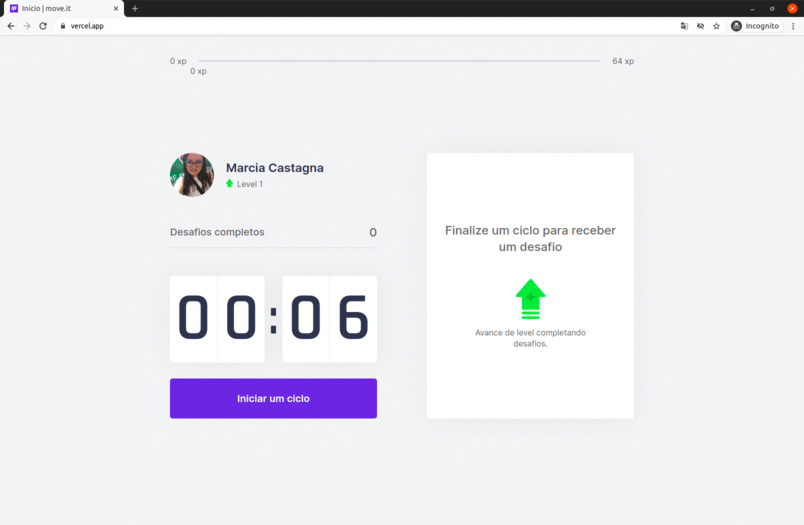 Início | move.it
vercel.app
Incognito
0 xp
64 xp
0 xp
Marcia Castagna
Level 1
Desafios completos
0
00:06
Iniciar um ciclo
Finalize um ciclo para receber
um desafio
Avance de level completando
desafios.